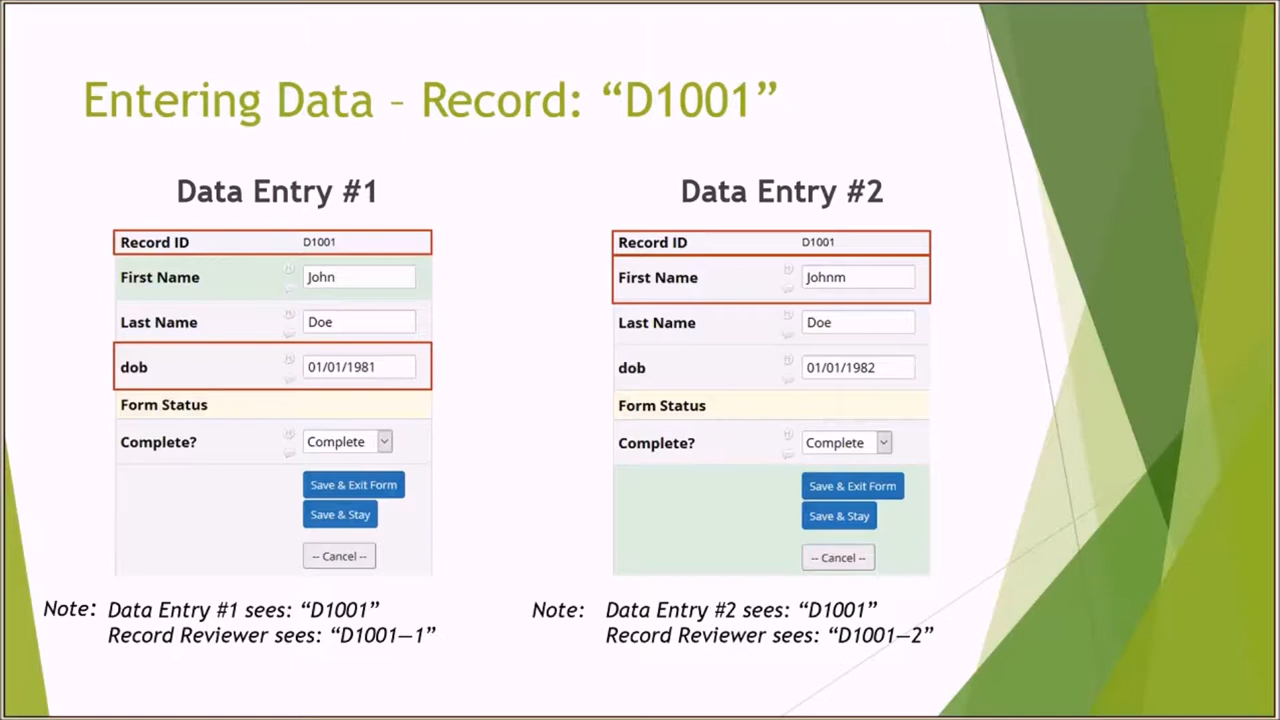 Entering Data – Record: “D1001”
Data Entry #1
Record ID D1001
First Name John
Last Name Doe
dob 01/01/1981
Form Status
Complete? Complete
Save & Exit Form
Save & Stay
-- Cancel --
Note: Data Entry #1 sees: “D1001”
Record Reviewer sees: “D1001—1”
Data Entry #2
Record ID D1001
First Name Johnm
Last Name Doe
dob 01/01/1982
Form Status
Complete? Complete
Save & Exit Form
Save & Stay
-- Cancel --
Note: Data Entry #2 sees: “D1001”
Record Reviewer sees: “D1001—2”